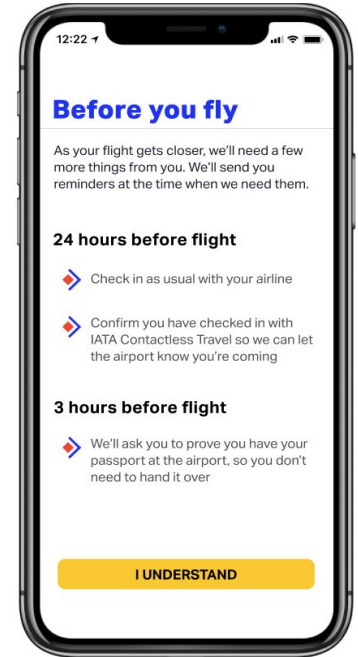 12:22
Before you fly
As your flight gets closer, we'll need a few
more things from you. We'll send you
reminders at the time when we need them.
24 hours before flight
Check in as usual with your airline
Confirm you have checked in with
IATA Contactless Travel so we can let
the airport know you're coming
3 hours before flight
We'll ask you to prove you have your
passport at the airport, so you don't
need to hand it over
I UNDERSTAND